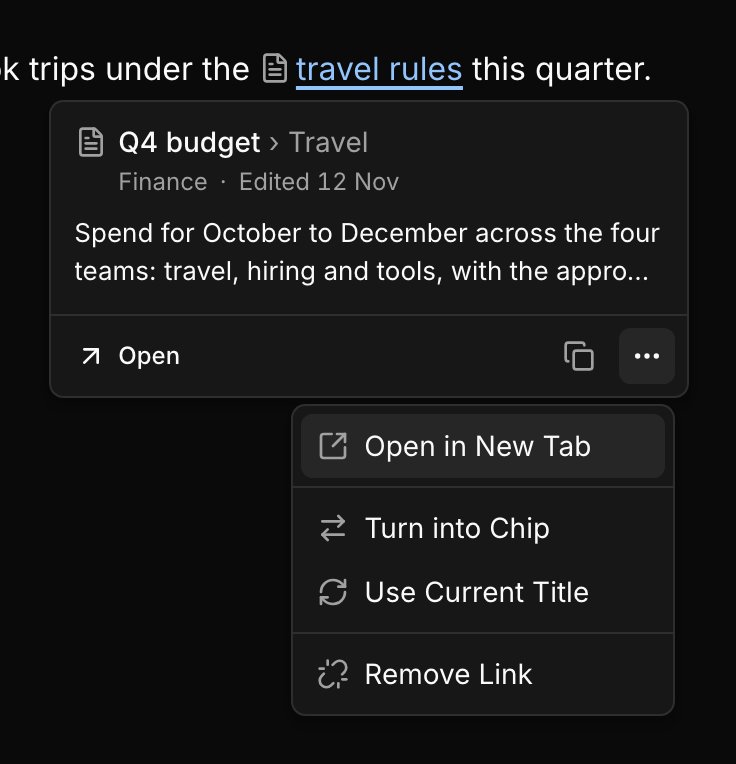 k trips under the travel rules this quarter.
Q4 budget › Travel
Finance · Edited 12 Nov
Spend for October to December across the four
teams: travel, hiring and tools, with the appro...
Open
Open in New Tab
Turn into Chip
Use Current Title
Remove Link